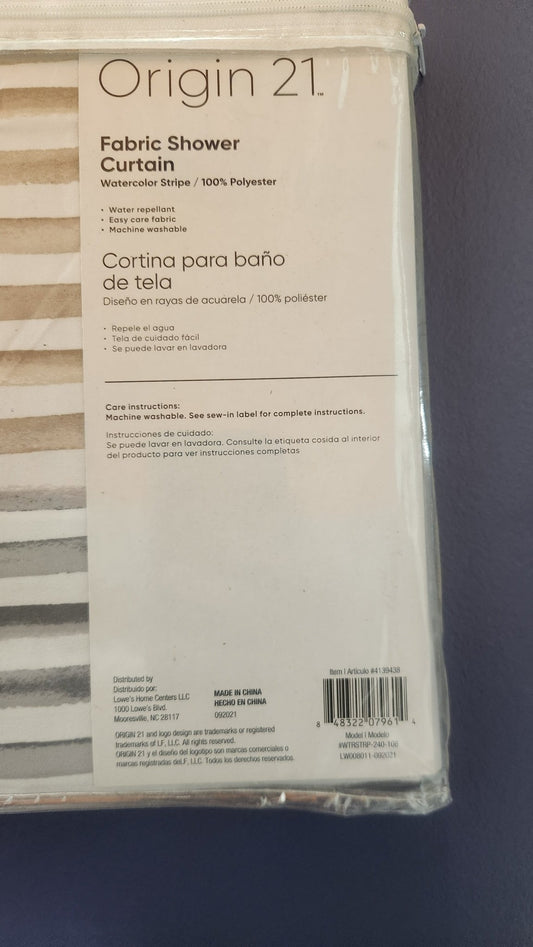 Origin 21™
Fabric Shower
Curtain
Watercolor Stripe / 100% Polyester
• Water repellant
• Easy care fabric
• Machine washable
Cortina para baño
de tela
Diseño en rayas de acuarela / 100% poliéster
• Repele el agua
• Tela de cuidado fácil
• Se puede lavar en lavadora
Care instructions:
Machine washable. See sew-in label for complete instructions.
Instrucciones de cuidado:
Se puede lavar en lavadora. Consulte la etiqueta cosida al interior
del producto para ver instrucciones completas
Distributed by
Distribuido por:
Lowe's Home Centers LLC
1000 Lowe's Blvd.
Mooresville, NC 28117
MADE IN CHINA
HECHO EN CHINA
092021
ORIGIN 21 and logo design are trademarks or registered
trademarks of LF, LLC. All rights reserved.
ORIGIN 21 y el diseño del logotipo son marcas comerciales o
marcas registradas deLF, LLC. Todos los derechos reservados.
Item | Artículo #4139438
8 48322 07961 4
Model | Modelo
#WTRSTRP-240-106
LW008011-092021